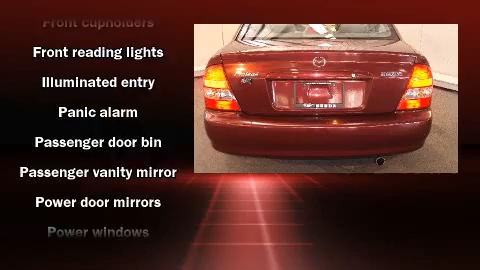 Front cupholders
Front reading lights
Illuminated entry
Panic alarm
Passenger door bin
Passenger vanity mirror
Power door mirrors
Power windows